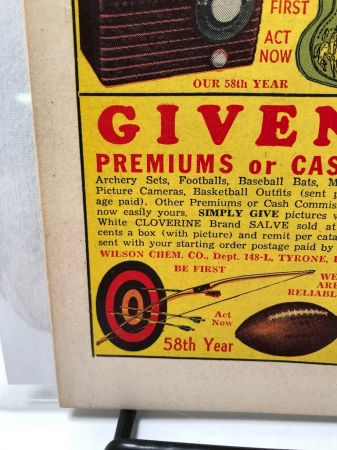 FIRST
ACT
NOW
OUR 58th YEAR
GIVEN
PREMIUMS or CAS
Archery Sets, Footballs, Baseball Bats, M
Picture Cameras, Basketball Outfits (sent p
age paid). Other Premiums or Cash Commis
now easily yours. SIMPLY GIVE pictures w
White CLOVERINE Brand SALVE sold at
cents a box (with picture) and remit per cata
sent with your starting order postage paid by
WILSON CHEM. CO., Dept. 148-L, TYRONE,
BE FIRST
WE
ARE
RELIABLE
Act
Now
58th Year